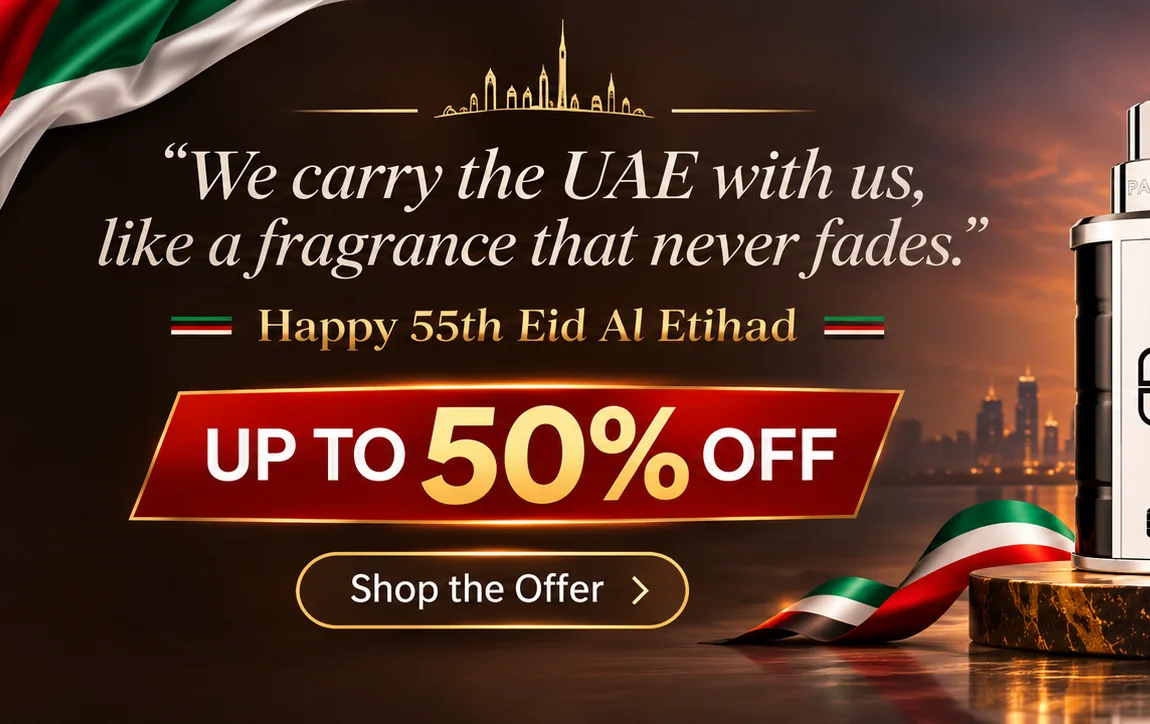 “We carry the UAE with us,
like a fragrance that never fades.”
Happy 55th Eid Al Etihad
UP TO 50% OFF
Shop the Offer